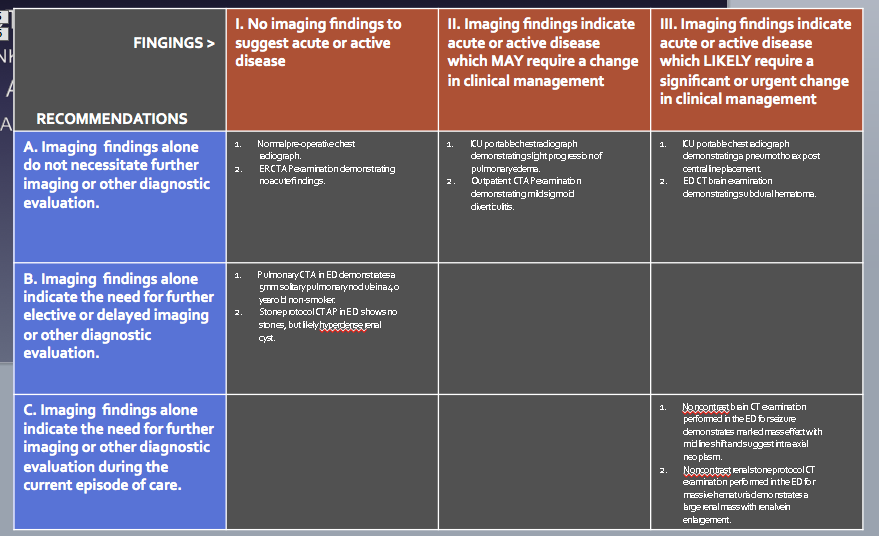 FINGINGS >
RECOMMENDATIONS
I. No imaging findings to
suggest acute or active
disease
II. Imaging findings indicate
acute or active disease
which MAY require a change
in clinical management
III. Imaging findings indicate
acute or active disease
which LIKELY require a
significant or urgent change
in clinical management
A. Imaging findings alone
do not necessitate further
imaging or other diagnostic
evaluation.
1. Normal pre-operative chest
radiograph.
2. ER CTAP examination demonstrating
no acute findings.
1. ICU portable chest radiograph
demonstrating slight progression of
pulmonary edema.
2. Outpatient CTAP examination
demonstrating mild sigmoid
diverticulitis.
1. ICU portable chest radiograph
demonstrating a pneumothorax post
central line placement.
2. ED CT brain examination
demonstrating subdural hematoma.
B. Imaging findings alone
indicate the need for further
elective or delayed imaging
or other diagnostic
evaluation.
1. Pulmonary CTA in ED demonstrates a
5mm solitary pulmonary nodule in a 40
year old non-smoker.
2. Stone protocol CTAP in ED shows no
stones, but likely hyperdense renal
cyst.
C. Imaging findings alone
indicate the need for further
imaging or other diagnostic
evaluation during the
current episode of care.
1. Noncontrast brain CT examination
performed in the ED for seizure
demonstrates marked mass effect with
midline shift and suggest intraaxial
neoplasm.
2. Noncontrast renal stone protocol CT
examination performed in the ED for
massive hematuria demonstrates a
large renal mass with renal vein
enlargement.